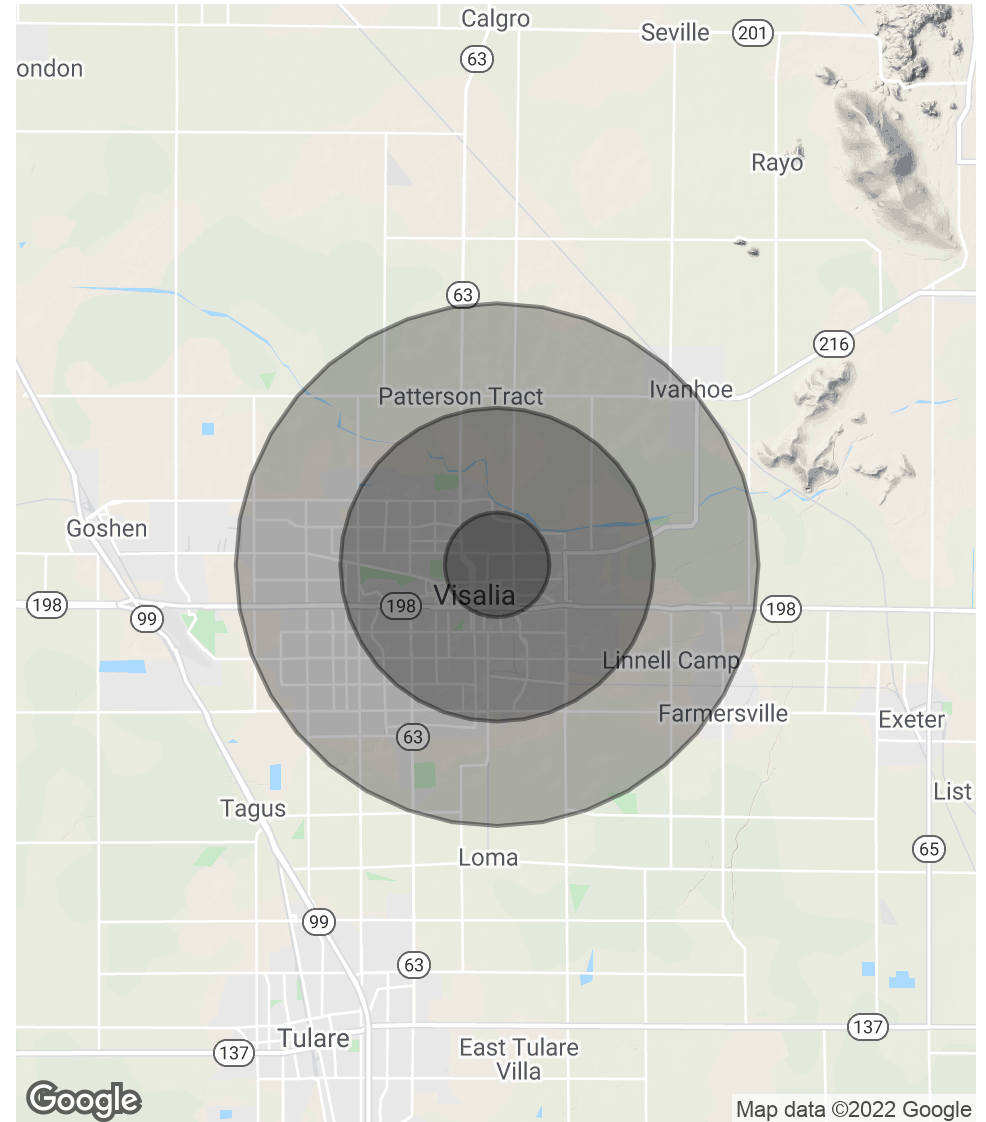 Calgro
Seville
201
63
ondon
Rayo
63
216
Ivanhoe
Patterson Tract
Goshen
Visalia
198
198
198
99
Linnell Camp
Farmersville
Exeter
63
List
Tagus
65
Loma
99
63
137
Tulare
137
East Tulare
Villa
Google
Map data ©2022 Google